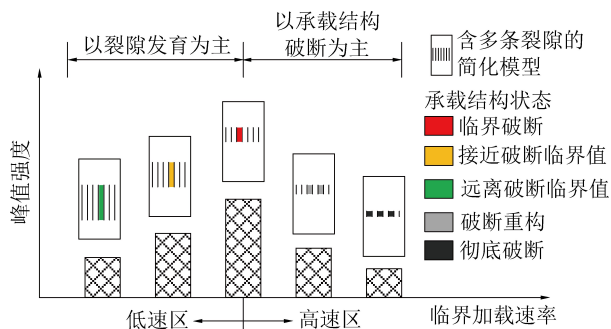 以裂隙发育为主
以承载结构
破断为主
含多条裂隙的
简化模型
承载结构状态
临界破断
接近破断临界值
远离破断临界值
破断重构
彻底破断
峰值强度
低速区
高速区
临界加载速率